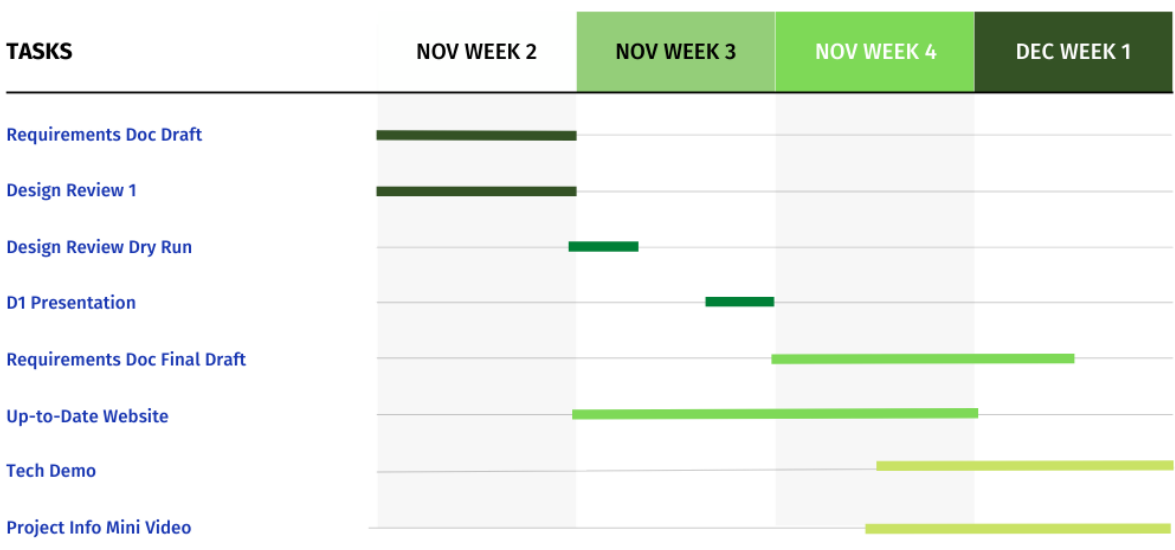 TASKS NOV WEEK 2 NOV WEEK 3 NOV WEEK 4 DEC WEEK 1
Requirements Doc Draft
Design Review 1
Design Review Dry Run
D1 Presentation
Requirements Doc Final Draft
Up-to-Date Website
Tech Demo
Project Info Mini Video